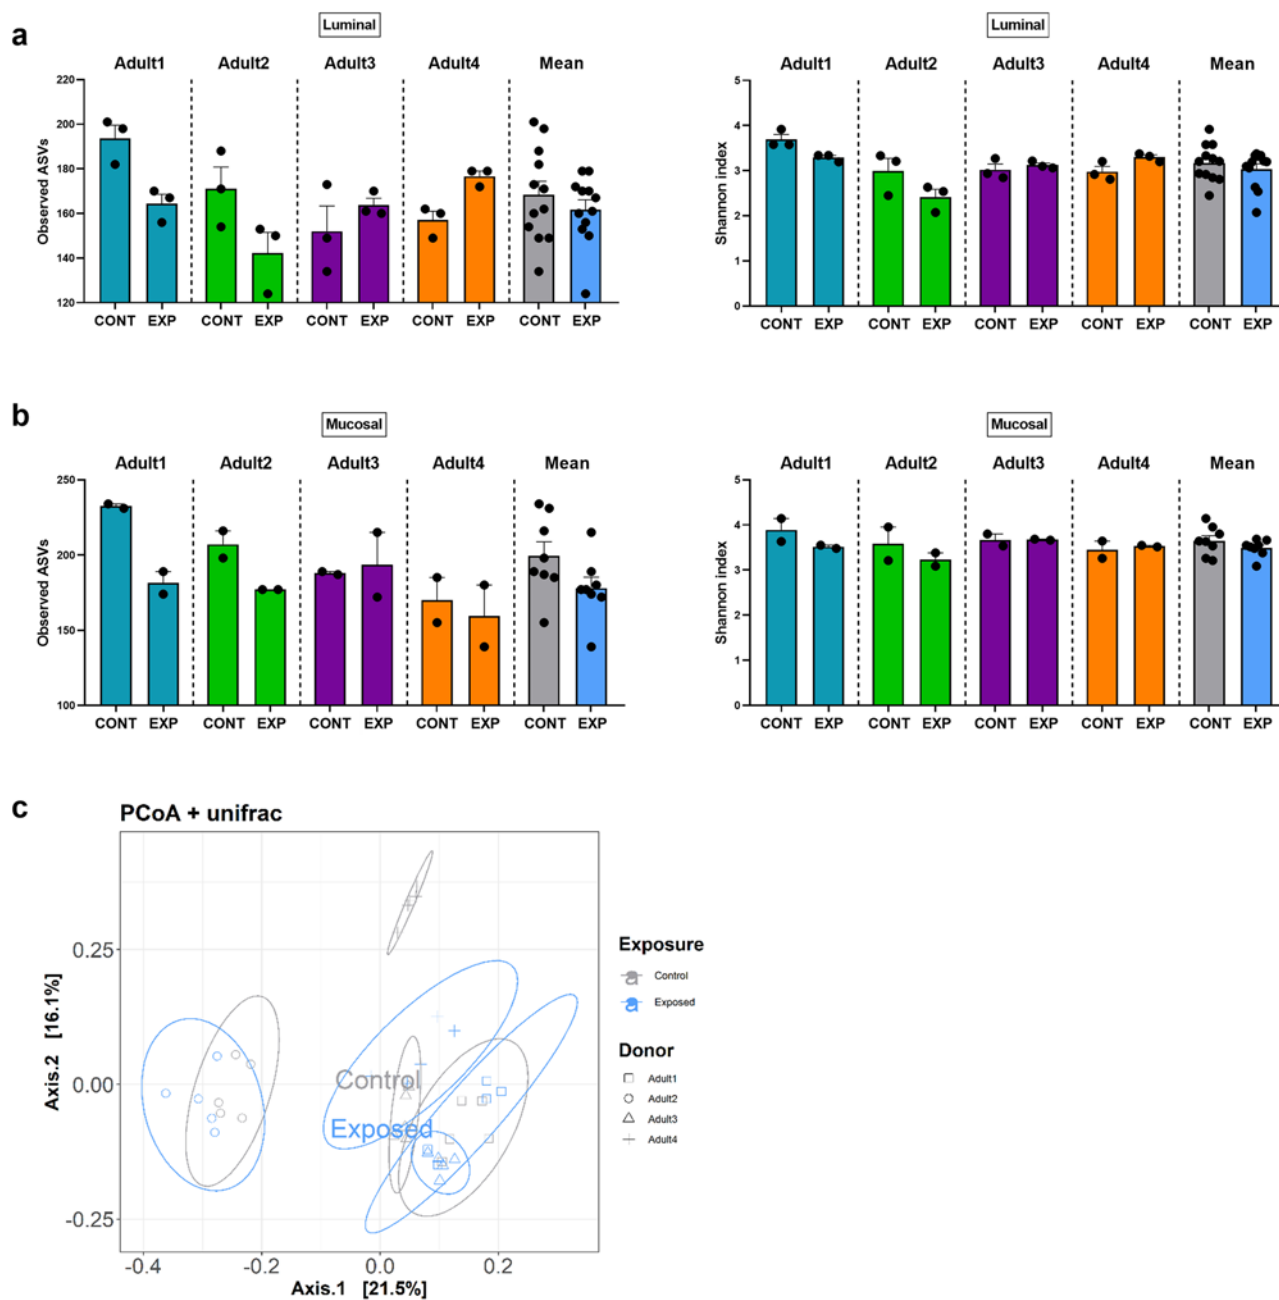 a
Luminal
Adult1 Adult2 Adult3 Adult4 Mean
220
200
180
160
140
120
Observed ASVs
CONT EXP CONT EXP CONT EXP CONT EXP CONT EXP
Luminal
Adult1 Adult2 Adult3 Adult4 Mean
5
4
3
2
1
0
Shannon index
CONT EXP CONT EXP CONT EXP CONT EXP CONT EXP
b
Mucosal
Adult1 Adult2 Adult3 Adult4 Mean
250
200
150
100
Observed ASVs
CONT EXP CONT EXP CONT EXP CONT EXP CONT EXP
Mucosal
Adult1 Adult2 Adult3 Adult4 Mean
5
4
3
2
1
0
Shannon index
CONT EXP CONT EXP CONT EXP CONT EXP CONT EXP
c
PCoA + unifrac
0.25
0.00
-0.25
Axis.2 [16.1%]
Control
Exposed
-0.4 -0.2 0.0 0.2
Axis.1 [21.5%]
Exposure
a Control
a Exposed
Donor
Adult1
Adult2
Adult3
Adult4